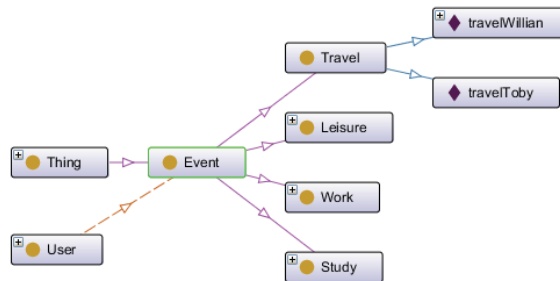 travelWillian
Travel
travelToby
Leisure
Thing
Event
Work
User
Study